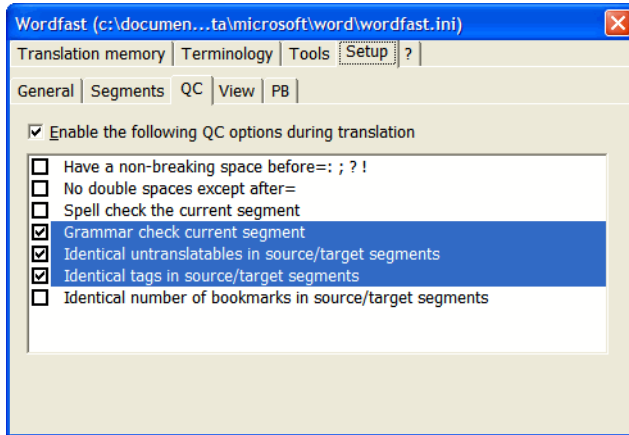 Wordfast (c:\documen...ta\microsoft\word\wordfast.ini)
Translation memory Terminology Tools Setup ?
General Segments QC View PB
Enable the following QC options during translation
Have a non-breaking space before=: ; ? !
No double spaces except after=
Spell check the current segment
Grammar check current segment
Identical untranslatables in source/target segments
Identical tags in source/target segments
Identical number of bookmarks in source/target segments